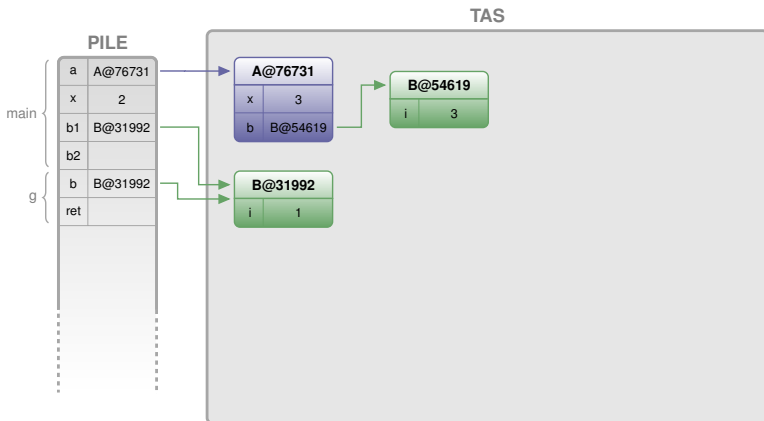 TAS
PILE
main
a A@76731
x 2
b1 B@31992
b2
g
b B@31992
ret
A@76731
x 3
b B@54619
B@54619
i 3
B@31992
i 1